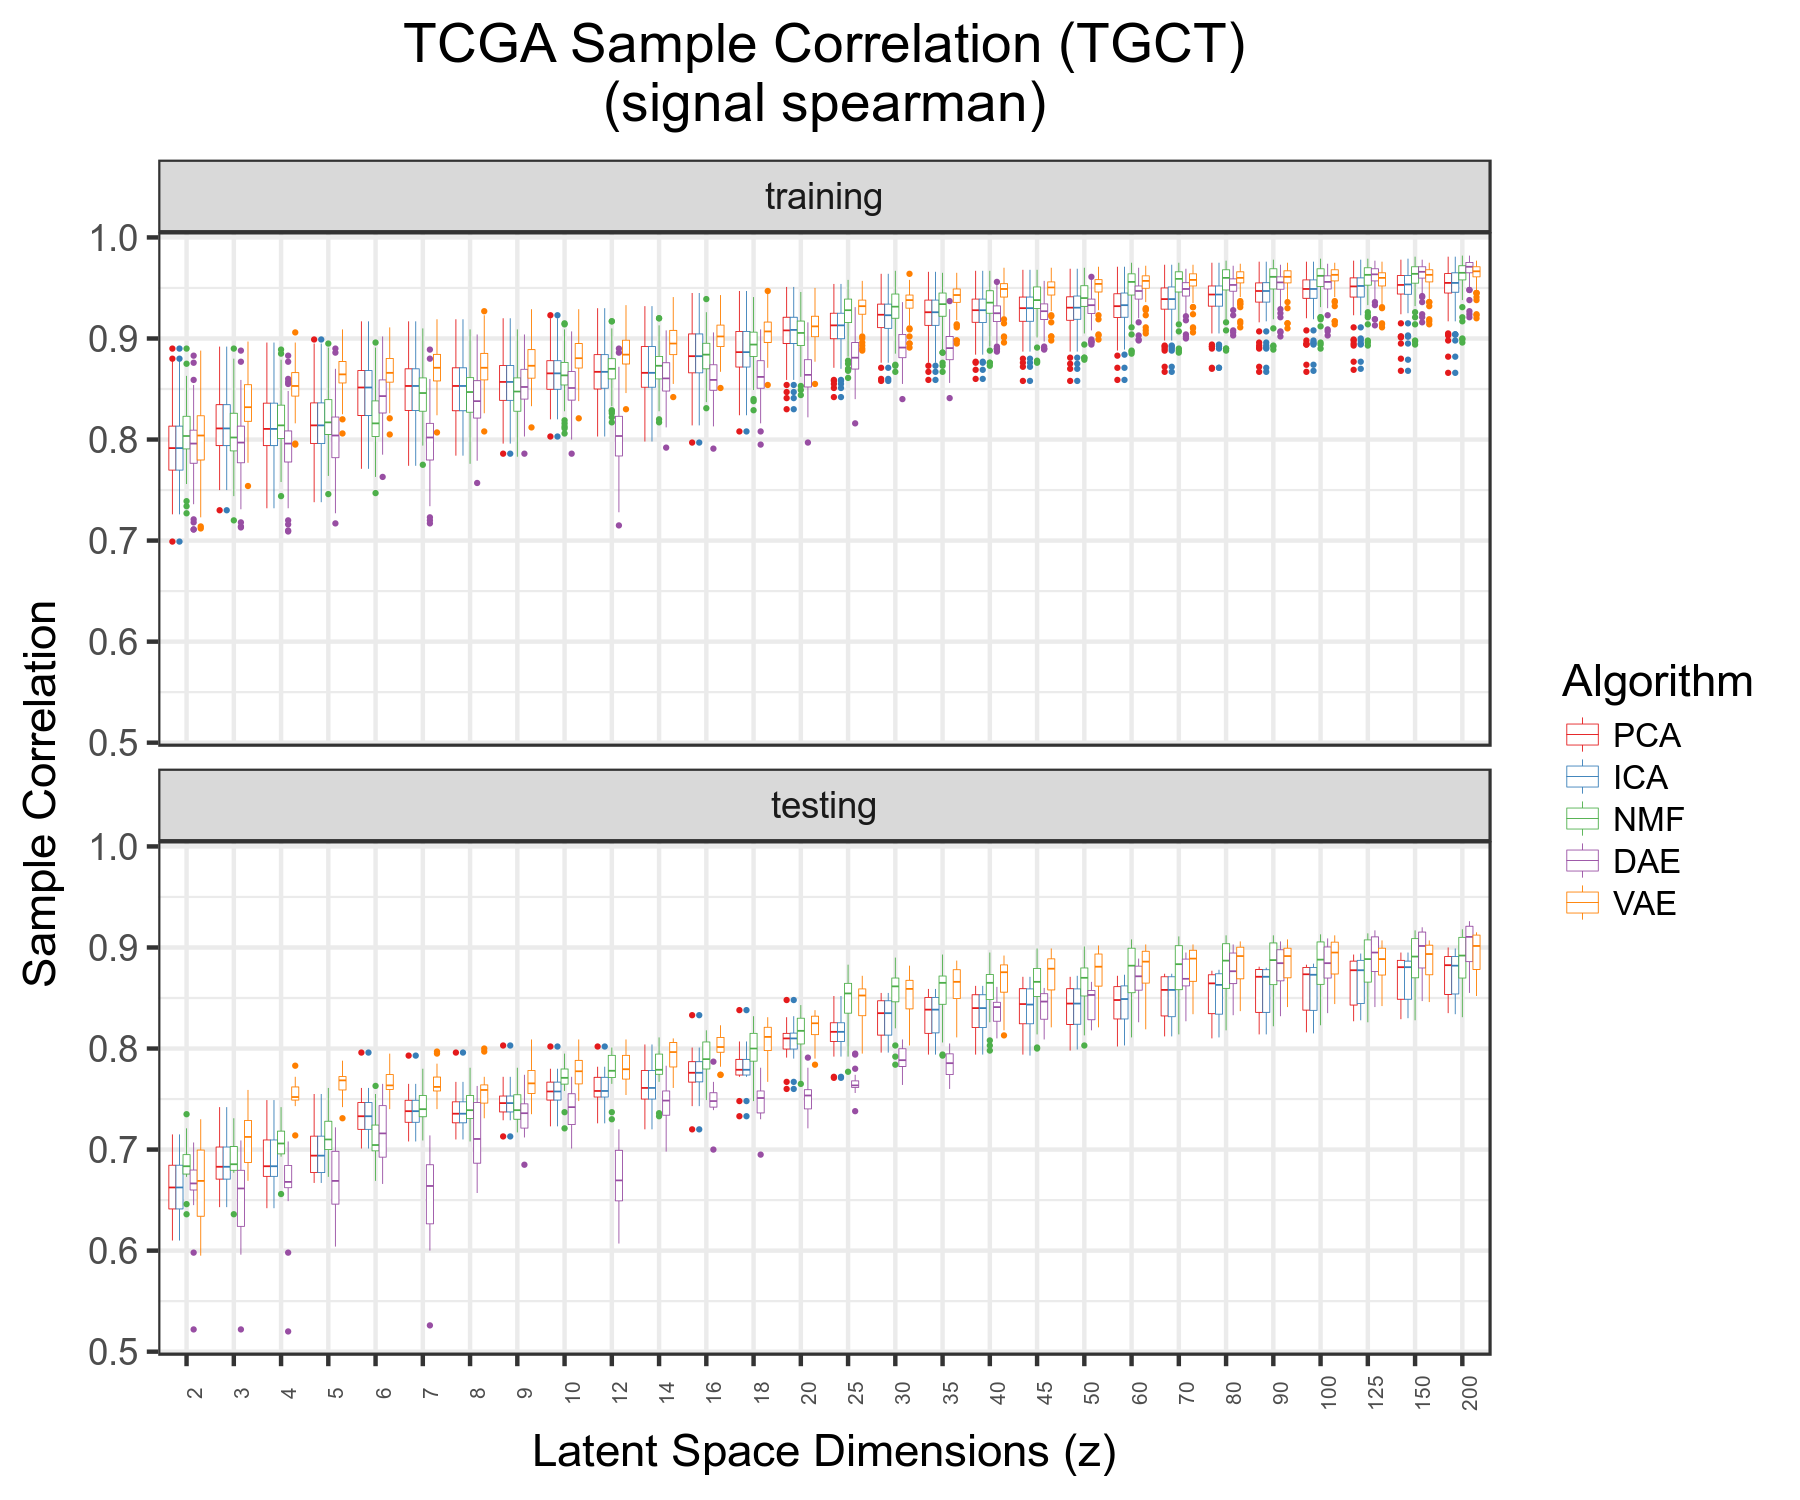 TCGA Sample Correlation (TGCT)
(signal spearman)
training
1.0
0.9
0.8
0.7
0.6
0.5
testing
1.0
0.9
0.8
0.7
0.6
0.5
Sample Correlation
2 3 4 5 6 7 8 9 10 12 14 16 18 20 25 30 35 40 45 50 60 70 80 90 100 125 150 200
Latent Space Dimensions (z)
Algorithm
PCA
ICA
NMF
DAE
VAE